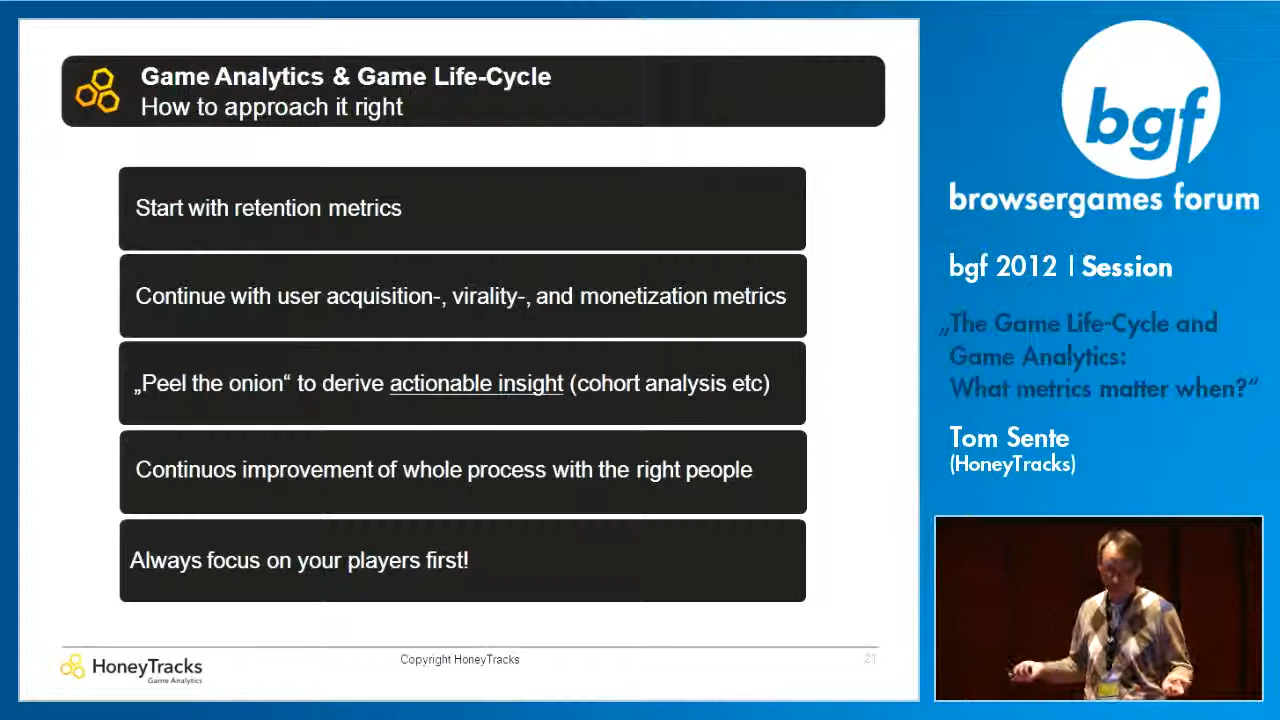 Game Analytics & Game Life-Cycle
How to approach it right
Start with retention metrics
Continue with user acquisition-, virality-, and monetization metrics
„Peel the onion“ to derive actionable insight (cohort analysis etc)
Continuos improvement of whole process with the right people
Always focus on your players first!
HoneyTracks
Game Analytics
Copyright HoneyTracks
21
bgf
browsergames forum
bgf 2012 | Session
„The Game Life-Cycle and
Game Analytics:
What metrics matter when?“
Tom Sente
(HoneyTracks)